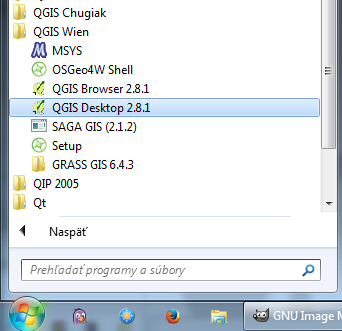 QGIS Chugiak
QGIS Wien
MSYS
OSGeo4W Shell
QGIS Browser 2.8.1
QGIS Desktop 2.8.1
SAGA GIS (2.1.2)
Setup
GRASS GIS 6.4.3
QIP 2005
Qt
Naspäť
Prehľadať programy a súbory
GNU Image M